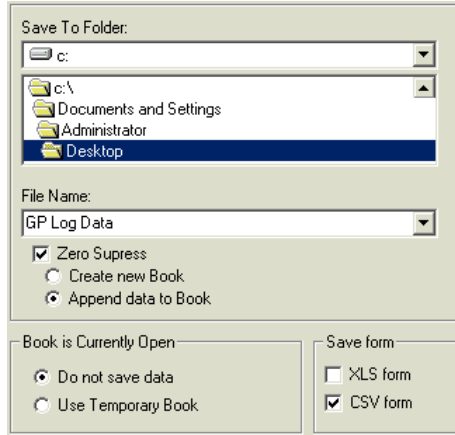 Save To Folder:
c:
c:\
Documents and Settings
Administrator
Desktop
File Name:
GP Log Data
Zero Supress
Create new Book
Append data to Book
Book is Currently Open
Do not save data
Use Temporary Book
Save form
XLS form
CSV form